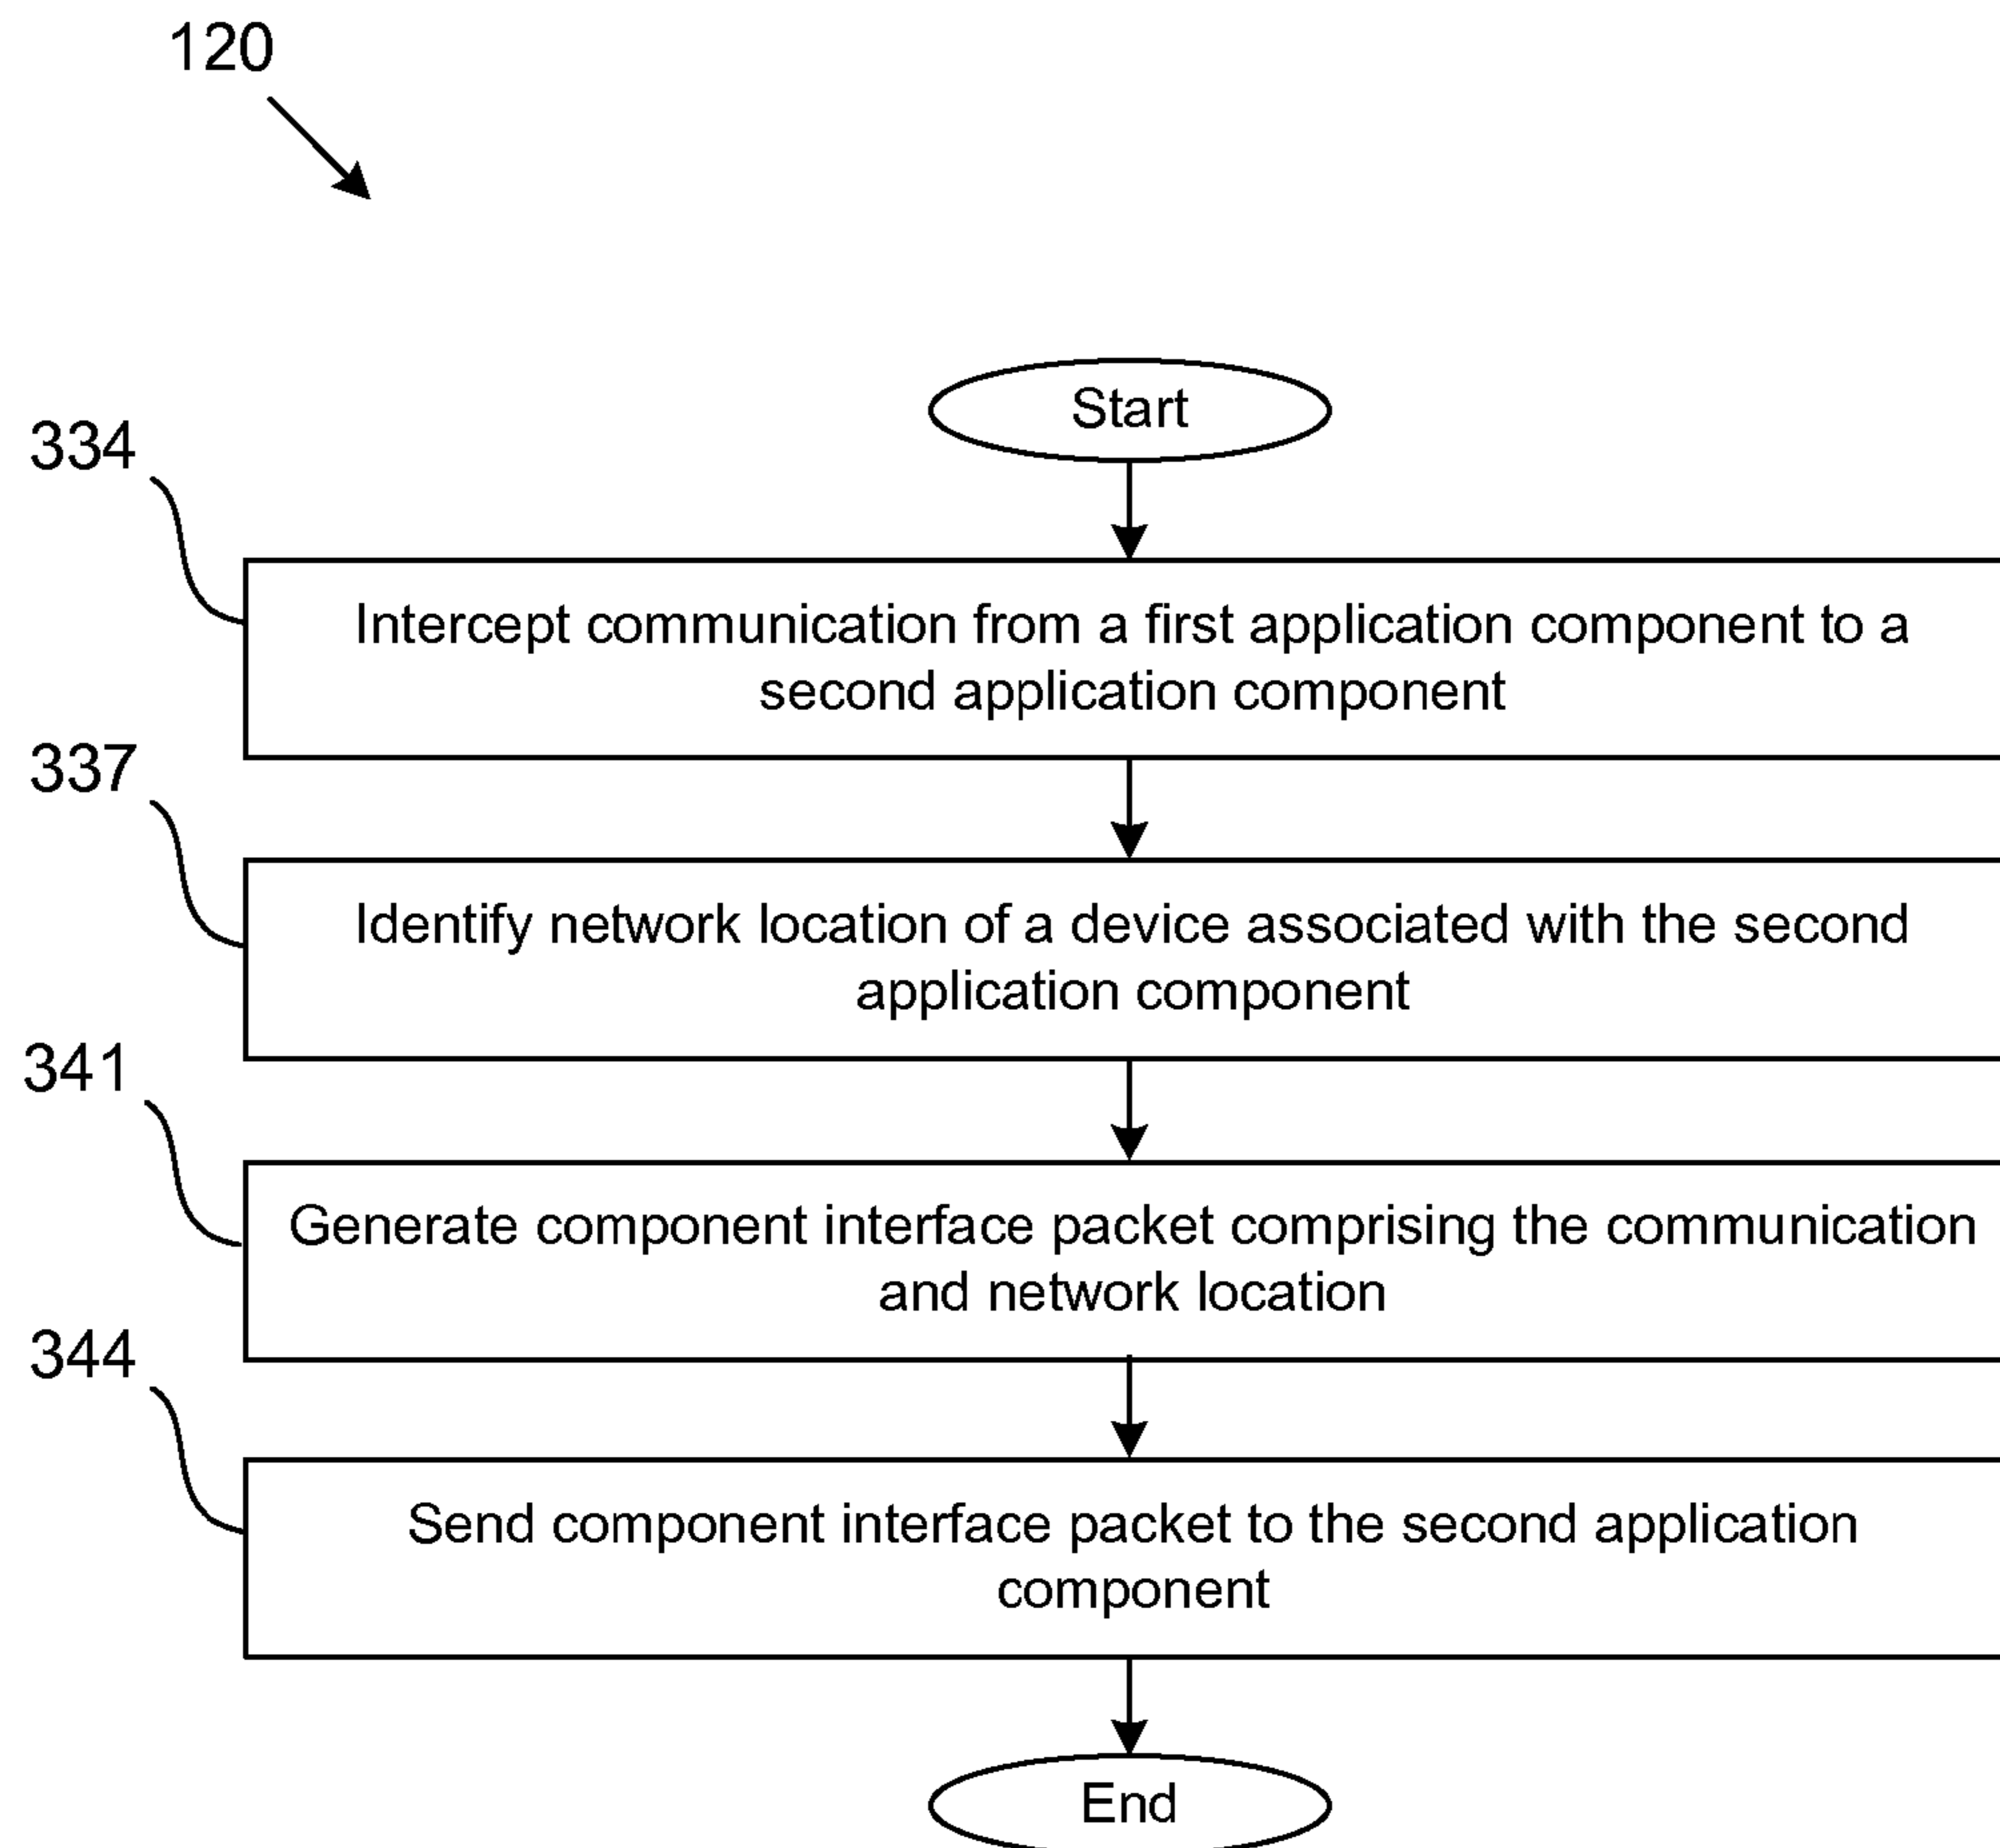 120
Start
334
Intercept communication from a first application component to a
second application component
337
Identify network location of a device associated with the second
application component
341
Generate component interface packet comprising the communication
and network location
344
Send component interface packet to the second application
component
End